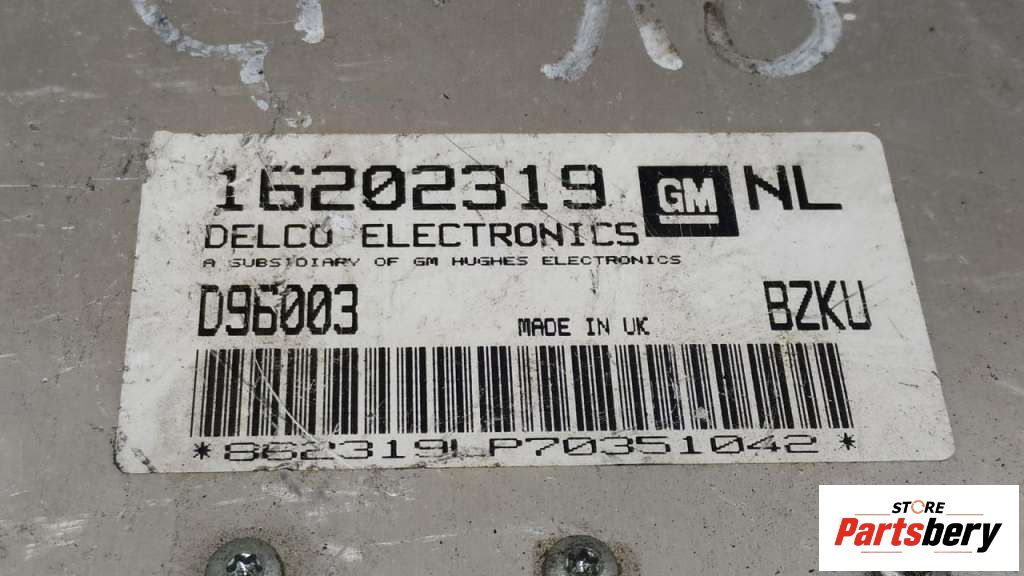 16202319 GM NL
DELCO ELECTRONICS
A SUBSIDIARY OF GM HUGHES ELECTRONICS
D96003 MADE IN UK BZKU
*862319L P70351042*
STORE
Partsbery